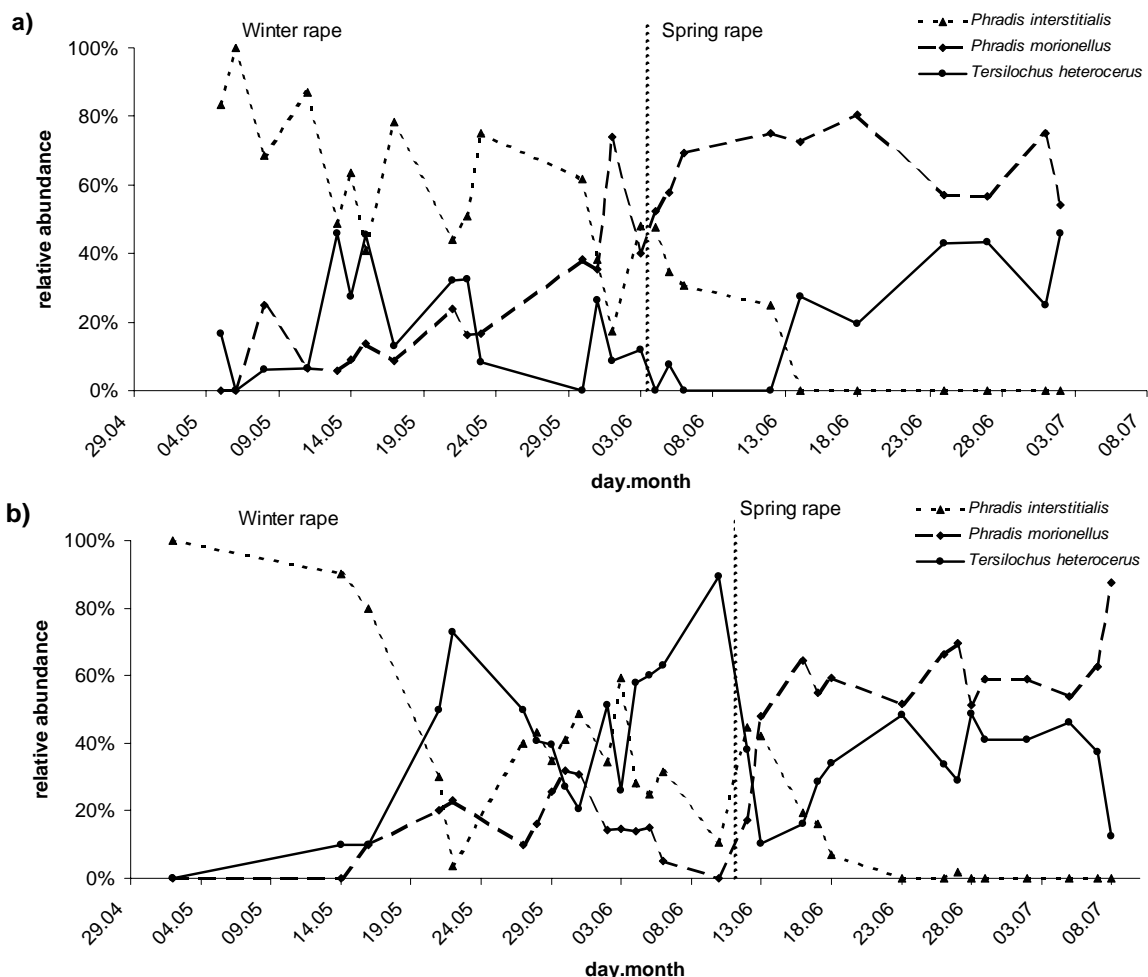 a)
Winter rape
Spring rape
Phradis interstitialis
Phradis morionellus
Tersilochus heterocerus
100%
80%
60%
40%
20%
0%
relative abundance
29.04
04.05
09.05
14.05
19.05
24.05
29.05
03.06
08.06
13.06
18.06
23.06
28.06
03.07
08.07
day.month
b)
Winter rape
Spring rape
Phradis interstitialis
Phradis morionellus
Tersilochus heterocerus
100%
80%
60%
40%
20%
0%
relative abundance
29.04
04.05
09.05
14.05
19.05
24.05
29.05
03.06
08.06
13.06
18.06
23.06
28.06
03.07
08.07
day.month